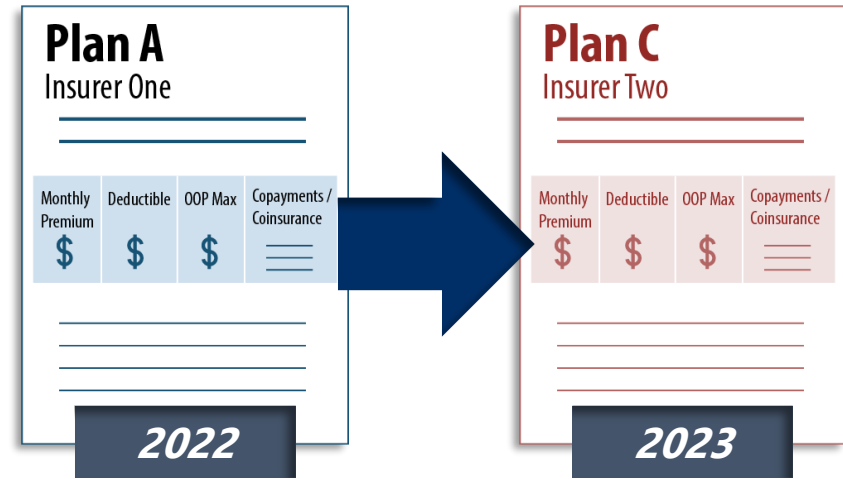 Plan A
Insurer One
Monthly
Premium
$
Deductible
$
OOP Max
$
Copayments /
Coinsurance
2022
Plan C
Insurer Two
Monthly
Premium
$
Deductible
$
OOP Max
$
Copayments /
Coinsurance
2023